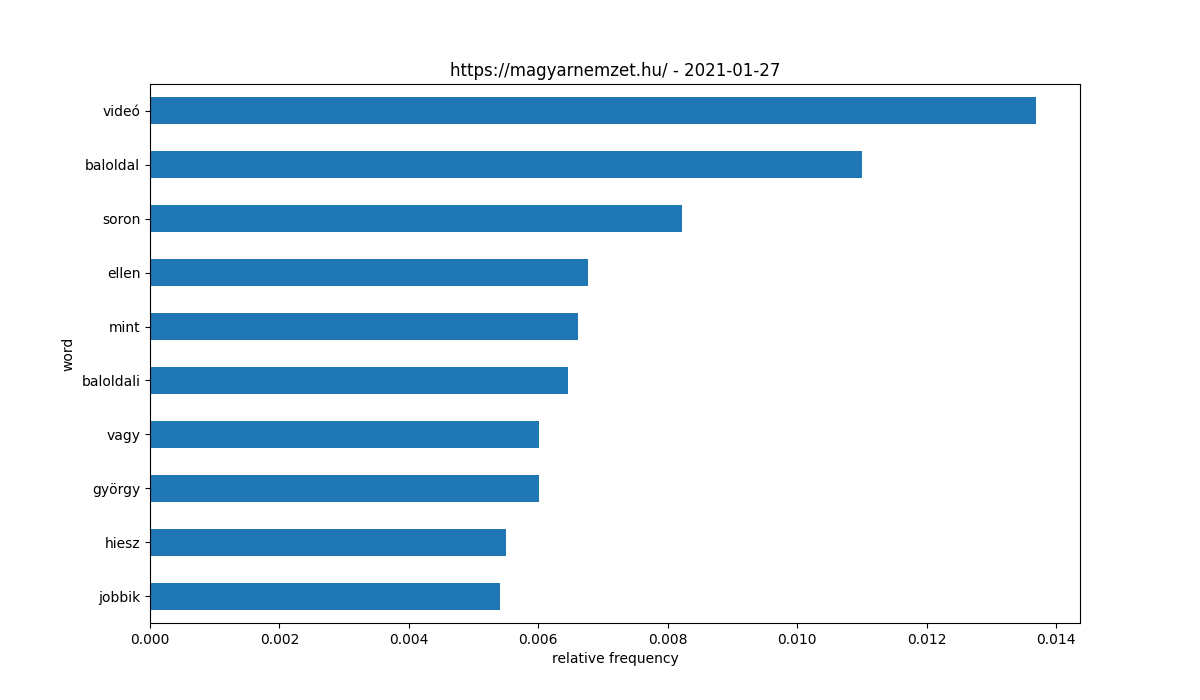 https://magyarnemzet.hu/ - 2021-01-27
videó
baloldal
soron
ellen
mint
baloldali
vagy
györgy
hiesz
jobbik
word
0.000 0.002 0.004 0.006 0.008 0.010 0.012 0.014
relative frequency